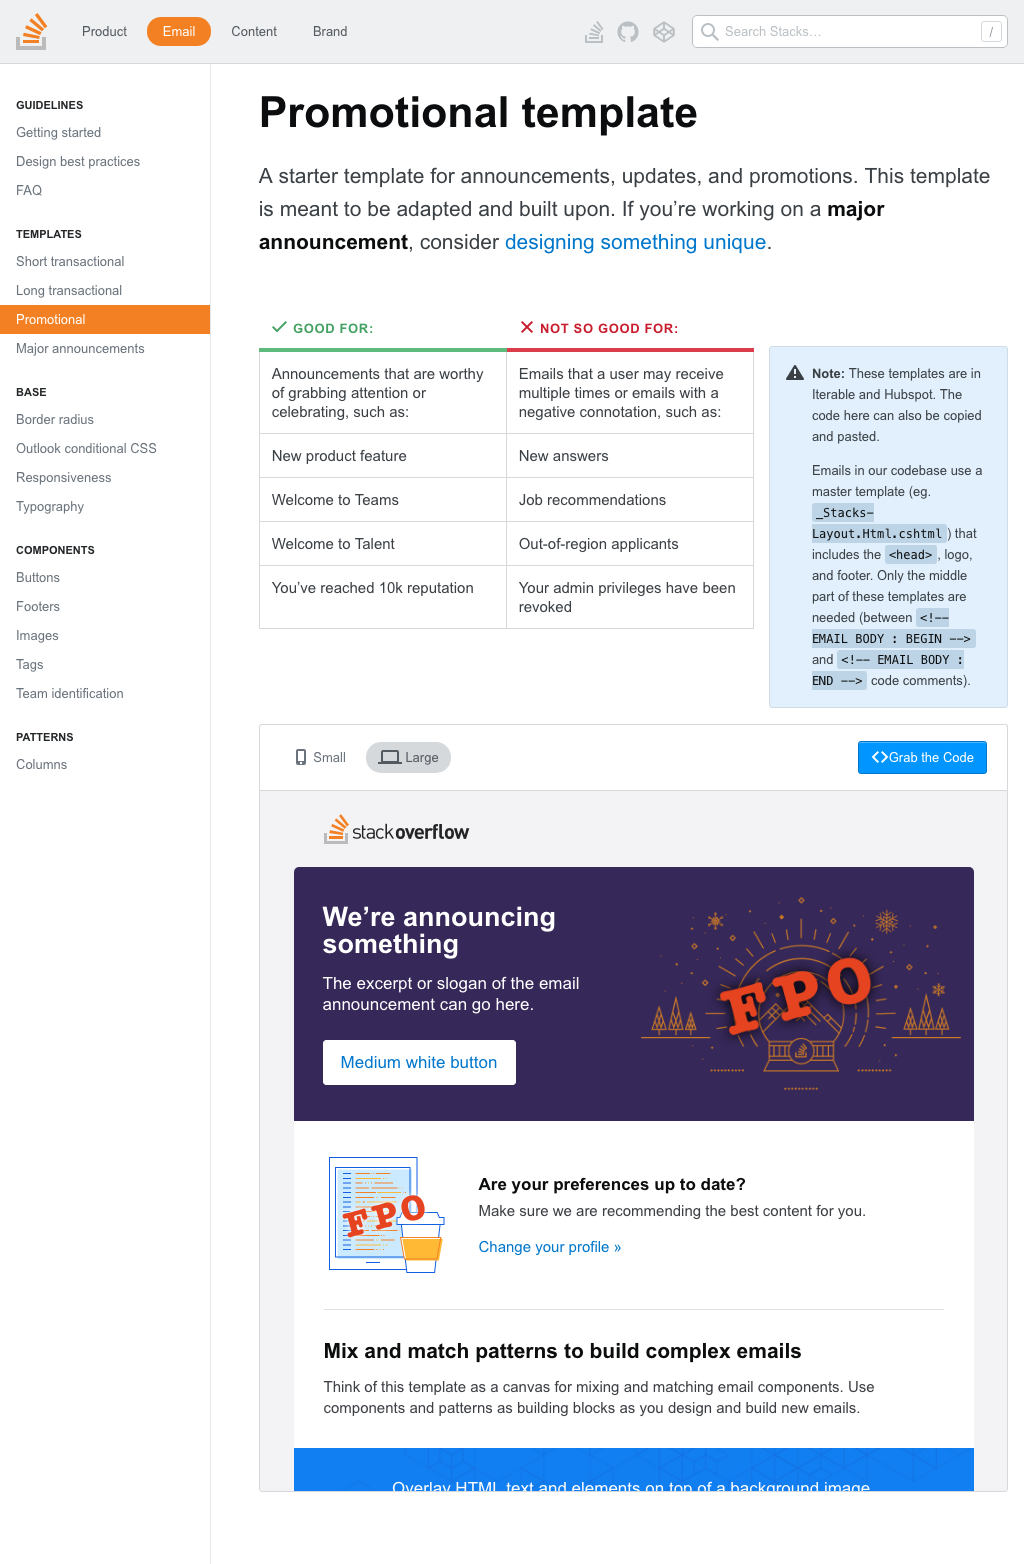 Product
Email
Content
Brand
Search Stacks…
/
GUIDELINES
Getting started
Design best practices
FAQ
TEMPLATES
Short transactional
Long transactional
Promotional
Major announcements
BASE
Border radius
Outlook conditional CSS
Responsiveness
Typography
COMPONENTS
Buttons
Footers
Images
Tags
Team identification
PATTERNS
Columns
Promotional template
A starter template for announcements, updates, and promotions. This template
is meant to be adapted and built upon. If you’re working on a major
announcement, consider designing something unique.
GOOD FOR:
NOT SO GOOD FOR:
Announcements that are worthy
of grabbing attention or
celebrating, such as:
Emails that a user may receive
multiple times or emails with a
negative connotation, such as:
New product feature
New answers
Welcome to Teams
Job recommendations
Welcome to Talent
Out-of-region applicants
You’ve reached 10k reputation
Your admin privileges have been
revoked
Note: These templates are in
Iterable and Hubspot. The
code here can also be copied
and pasted.
Emails in our codebase use a
master template (eg.
_Stacks-
Layout.Html.cshtml) that
includes the <head>, logo,
and footer. Only the middle
part of these templates are
needed (between <!--
EMAIL BODY : BEGIN -->
and <!-- EMAIL BODY :
END --> code comments).
Small
Large
Grab the Code
stackoverflow
We’re announcing
something
The excerpt or slogan of the email
announcement can go here.
Medium white button
FPO
FPO
Are your preferences up to date?
Make sure we are recommending the best content for you.
Change your profile »
Mix and match patterns to build complex emails
Think of this template as a canvas for mixing and matching email components. Use
components and patterns as building blocks as you design and build new emails.
Overlay HTML text and elements on top of a background image